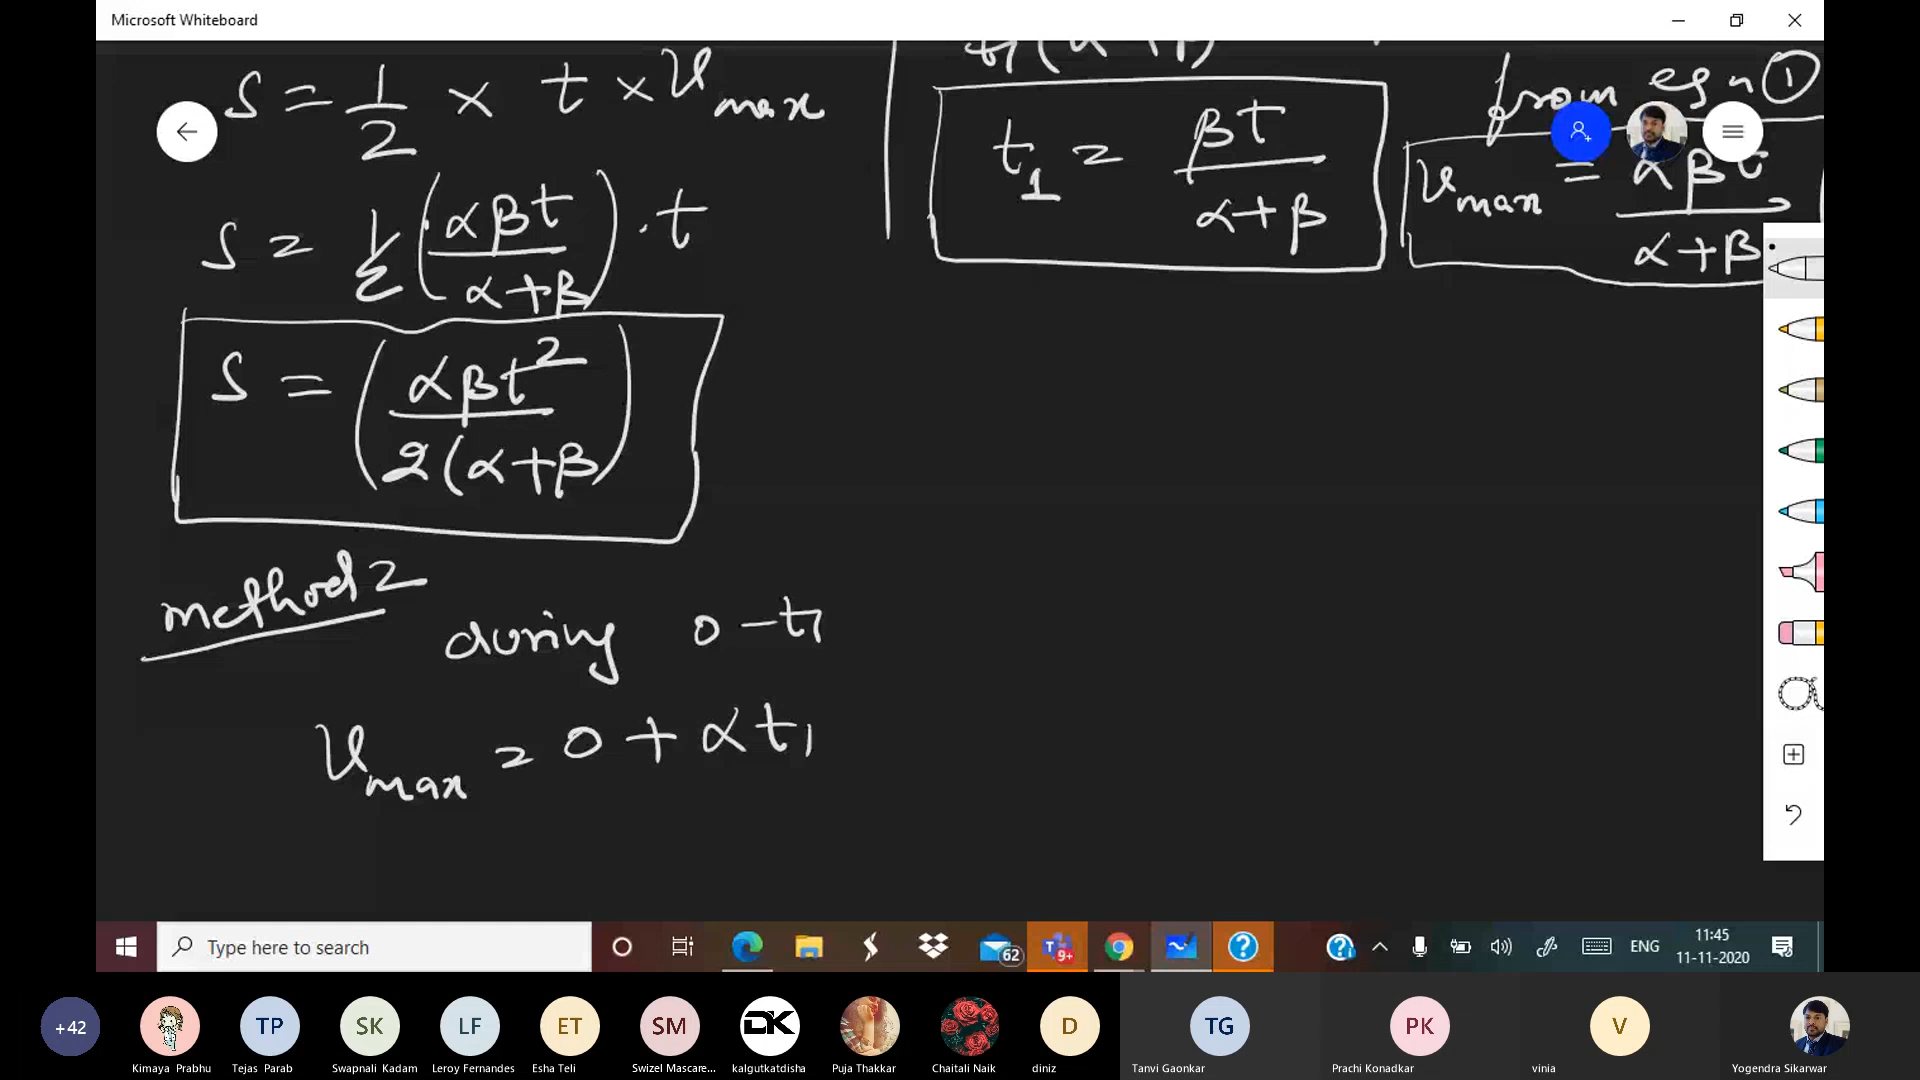 Microsoft Whiteboard
S = 1/2 × t × v_max
S = 1/2 (αβt / α+β) . t
S = (αβt² / 2(α+β))
method 2
during 0 – t1
v_max = 0 + αt1
t1 (α+β)
t1 = βt / α+β
from eqn ①
v_max = αβt / α+β
Type here to search
62
9+
ENG
11:45
11-11-2020
+42
TP
SK
LF
ET
SM
DK
D
TG
PK
V
Kimaya Prabhu
Tejas Parab
Swapnali Kadam
Leroy Fernandes
Esha Teli
Swizel Mascare...
kalgutkatdisha
Puja Thakkar
Chaitali Naik
diniz
Tanvi Gaonkar
Prachi Konadkar
vinia
Yogendra Sikarwar